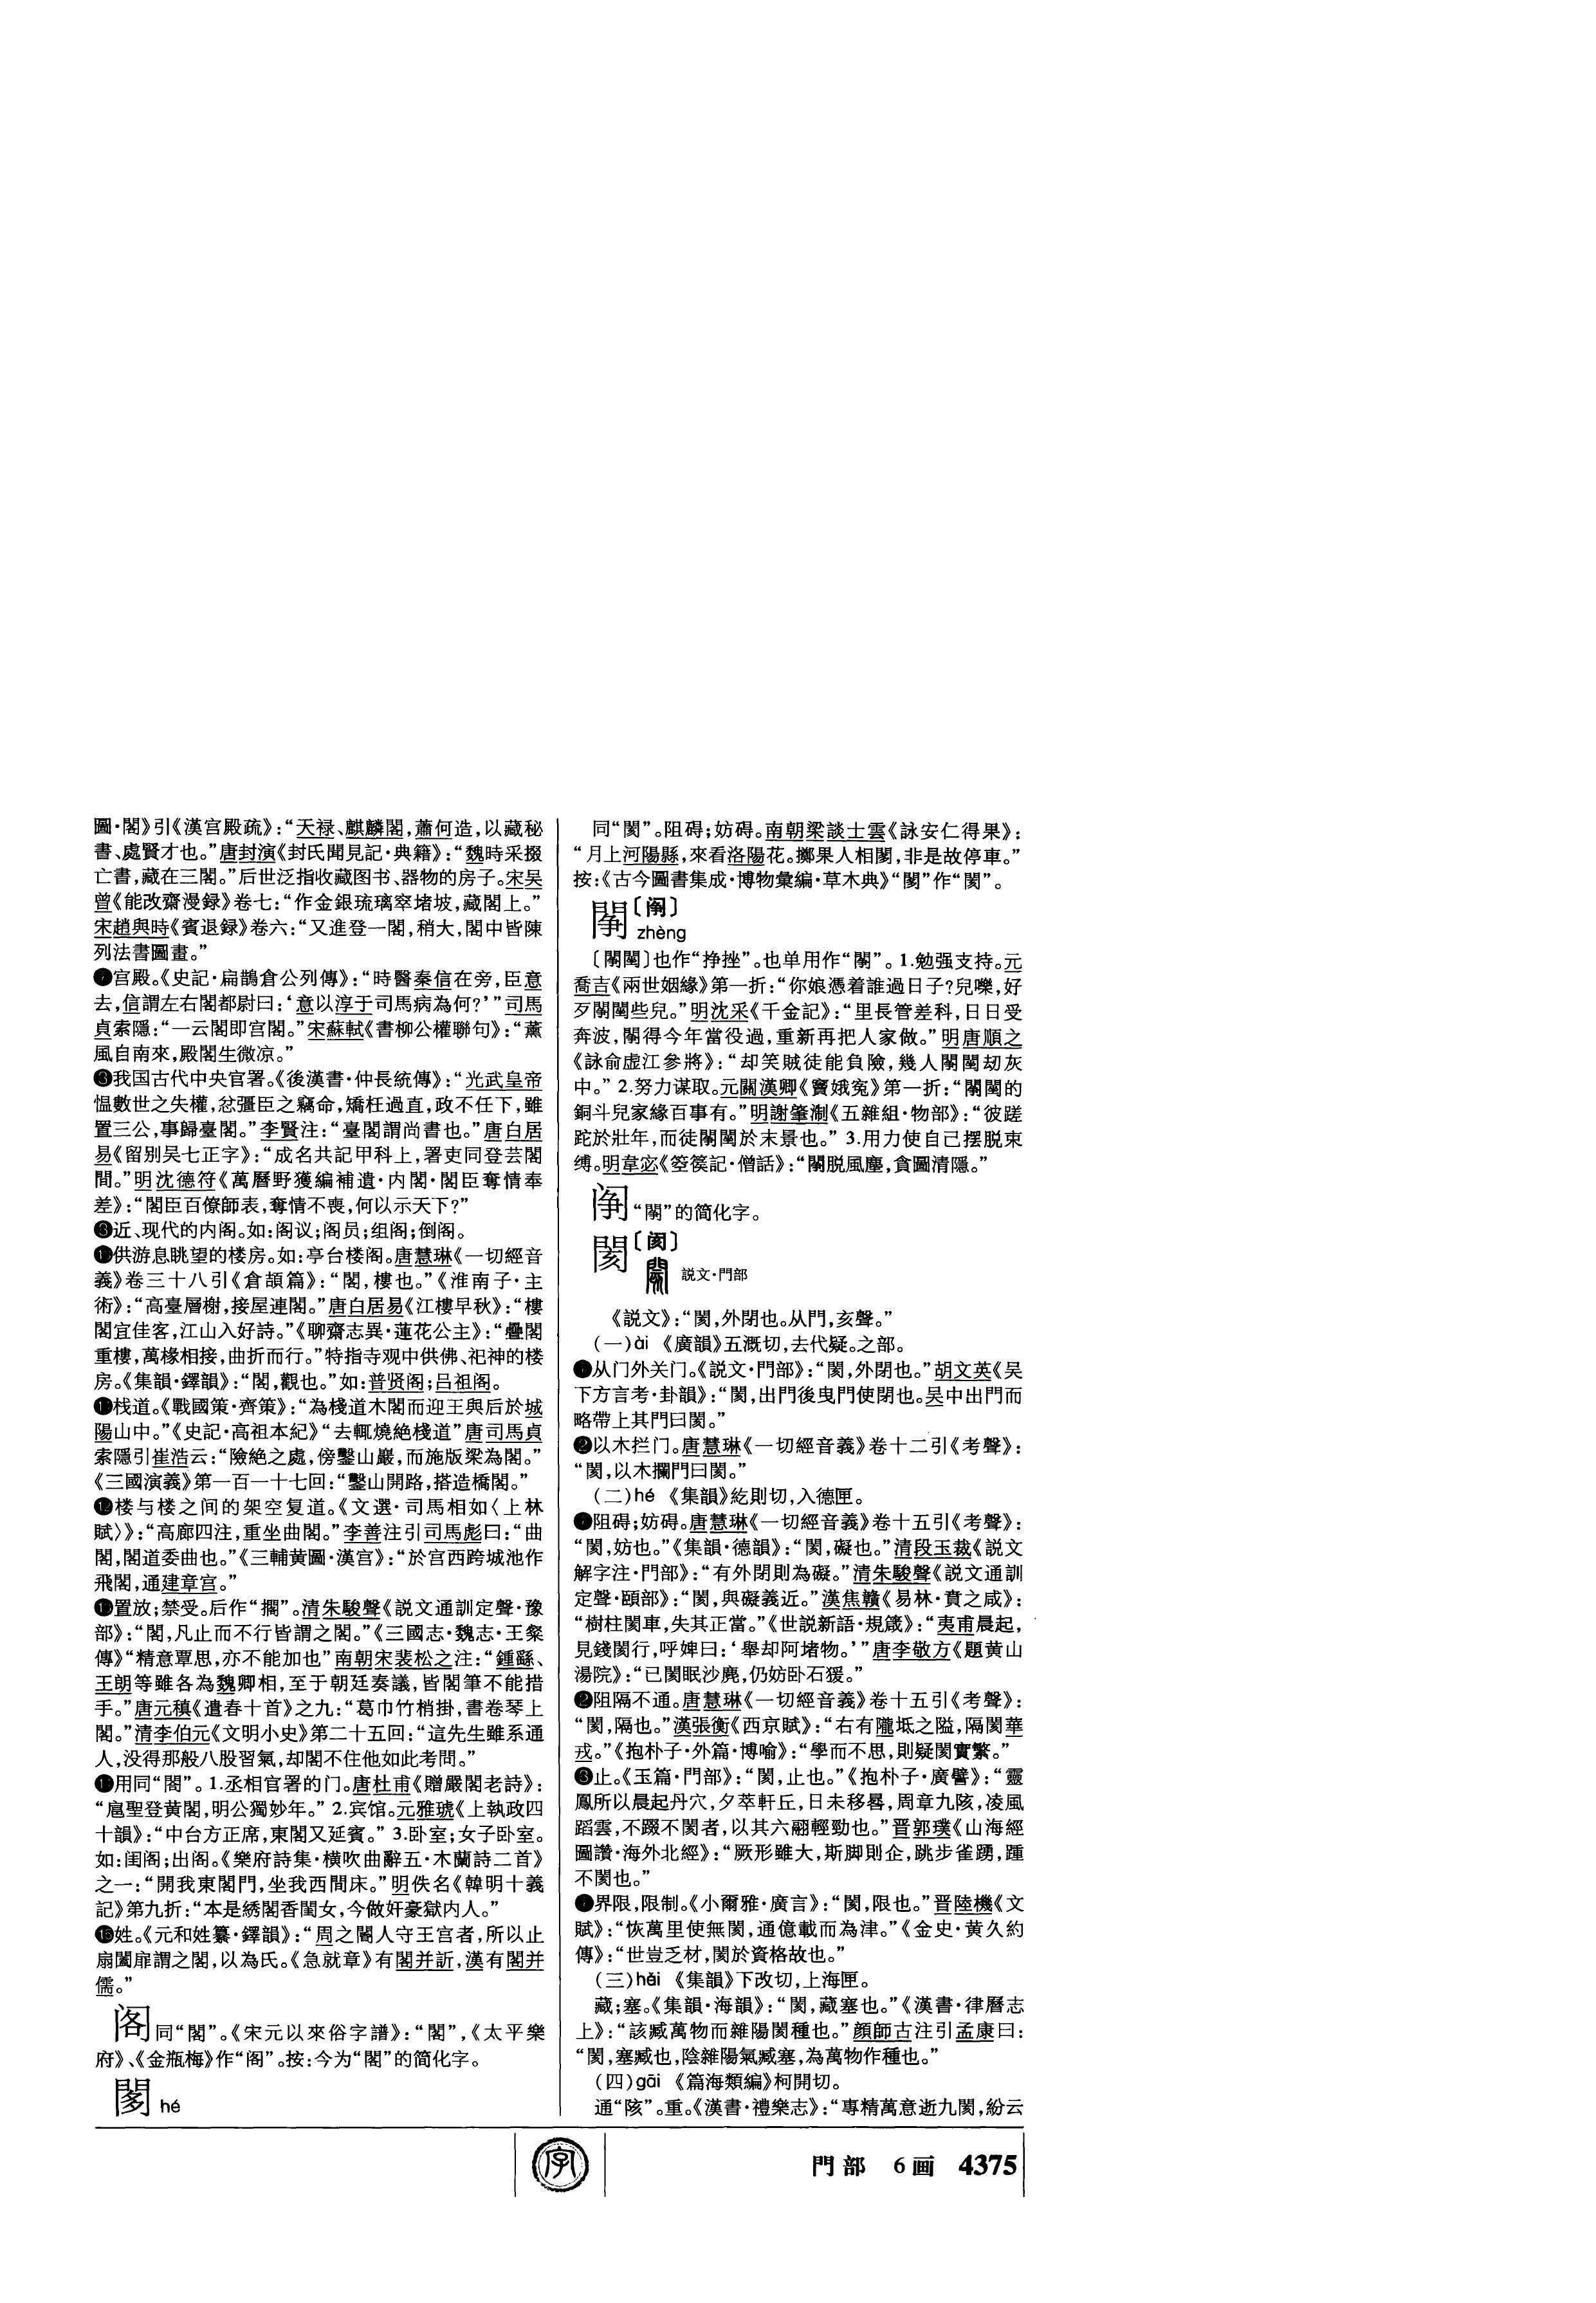 圖·閣》引《漢宫殿疏》：“天禄、麒麟閣，蕭何造，以藏秘
書、處賢才也。”唐封演《封氏聞見記·典籍》：“魏時采掇
亡書，藏在三閣。”后世泛指收藏图书、器物的房子。宋吴
曾《能改齋漫録》卷七：“作金銀琉璃窣堵坡，藏閣上。”
宋趙與時《賓退録》卷六：“又進登一閣，稍大，閣中皆陳
列法書圖畫。”
宫殿。《史記·扁鵲倉公列傳》：“時醫秦信在旁，臣意
去，信謂左右閣都尉曰：‘意以淳于司馬病為何？’”司馬
貞索隱：“一云閣即宫閣。”宋蘇軾《書柳公權聯句》：“薰
風自南來，殿閣生微凉。”
我国古代中央官署。《後漢書·仲長統傳》：“光武皇帝
愠數世之失權，忿彊臣之竊命，矯枉過直，政不任下，雖
置三公，事歸臺閣。”李賢注：“臺閣謂尚書也。”唐白居
易《留别吴七正字》：“成名共記甲科上，署吏同登芸閣
間。”明沈德符《萬曆野獲編補遺·内閣·閣臣奪情奉
差》：“閣臣百僚師表，奪情不喪，何以示天下？”
近、现代的内阁。如：阁议；阁员；组阁；倒阁。
供游息眺望的楼房。如：亭台楼阁。唐慧琳《一切經音
義》卷三十八引《倉頡篇》：“閣，樓也。”《淮南子·主
術》：“高臺層榭，接屋連閣。”唐白居易《江樓早秋》：“樓
閣宜佳客，江山入好詩。”《聊齋志異·蓮花公主》：“疊閣
重樓，萬椽相接，曲折而行。”特指寺观中供佛、祀神的楼
房。《集韻·鐸韻》：“閣，觀也。”如：普贤阁；吕祖阁。
栈道。《戰國策·齊策》：“為棧道木閣而迎王與后於城
陽山中。”《史記·高祖本紀》“去輒燒絶棧道”唐司馬貞
索隱引崔浩云：“險絶之處，傍鑿山巖，而施版梁為閣。”
《三國演義》第一百一十七回：“鑿山開路，搭造橋閣。”
⓬楼与楼之间的架空复道。《文選·司馬相如〈上林
賦〉》：“高廊四注，重坐曲閣。”李善注引司馬彪曰：“曲
閣，閣道委曲也。”《三輔黄圖·漢宫》：“於宫西跨城池作
飛閣，通建章宫。”
置放；禁受。后作“擱”。清朱駿聲《説文通訓定聲·豫
部》：“閣，凡止而不行皆謂之閣。”《三國志·魏志·王粲
傳》“精意覃思，亦不能加也”南朝宋裴松之注：“鍾繇、
王朗等雖各為魏卿相，至于朝廷奏議，皆閣筆不能措
手。”唐元稹《遣春十首》之九：“葛巾竹梢掛，書卷琴上
閣。”清李伯元《文明小史》第二十五回：“這先生雖系通
人，没得那般八股習氣，却閣不住他如此考問。”
用同“閤”。1.丞相官署的门。唐杜甫《贈嚴閣老詩》：
“扈聖登黄閣，明公獨妙年。” 2.宾馆。元雅琥《上執政四
十韻》：“中台方正席，東閣又延賓。” 3.卧室；女子卧室。
如：闺阁；出阁。《樂府詩集·横吹曲辭五·木蘭詩二首》
之一：“開我東閣門，坐我西間床。”明佚名《韓明十義
記》第九折：“本是綉閣香閨女，今做奸豪獄内人。”
⓯姓。《元和姓纂·鐸韻》：“周之閽人守王宫者，所以止
扇闔扉謂之閣，以為氏。《急就章》有閣并訢，漢有閣并
儒。”
阁 同“閣”。《宋元以來俗字譜》：“閣”，《太平樂
府》、《金瓶梅》作“阁”。按：今为“閣”的简化字。
hé
同“閡”。阻碍；妨碍。南朝梁談士雲《詠安仁得果》：
“月上河陽縣，來看洛陽花。擲果人相，非是故停車。”
按：《古今圖書集成·博物彙編·草木典》“”作“閡”。
䦛〔䦶〕
zhèng
〔䦛䦟〕也作“挣挫”。也单用作“䦛”。1.勉强支持。元
喬吉《兩世姻緣》第一折：“你娘憑着誰過日子？兒嚛，好
歹䦛䦟些兒。”明沈采《千金記》：“里長管差科，日日受
奔波，䦛得今年當役過，重新再把人家做。”明唐順之
《詠俞虚江參將》：“却笑賊徒能負險，幾人䦛䦟劫灰
中。” 2.努力谋取。元關漢卿《竇娥寃》第一折：“䦛䦟的
銅斗兒家緣百事有。”明謝肇淛《五雜組·物部》：“彼蹉
跎於壯年，而徒䦛䦟於末景也。” 3.用力使自己摆脱束
缚。明韋宓《箜篌記·僧話》：“䦛脱風塵，貪圖清隱。”
䦶 “䦛”的简化字。
閡〔阂〕
説文·門部
《説文》：“閡，外閉也。从門，亥聲。”
（一）ài 《廣韻》五溉切，去代疑。之部。
从门外关门。《説文·門部》：“閡，外閉也。”胡文英《吴
下方言考·卦韻》：“閡，出門後曳門使閉也。吴中出門而
略帶上其門曰閡。”
❷以木拦门。唐慧琳《一切經音義》卷十二引《考聲》：
“閡，以木攔門曰閡。”
（二）hé 《集韻》紇則切，入德匣。
阻碍；妨碍。唐慧琳《一切經音義》卷十五引《考聲》：
“閡，妨也。”《集韻·德韻》：“閡，礙也。”清段玉裁《説文
解字注·門部》：“有外閉則為礙。”清朱駿聲《説文通訓
定聲·頤部》：“閡，與礙義近。”漢焦贛《易林·賁之咸》：
“樹柱閡車，失其正當。”《世説新語·規箴》：“夷甫晨起，
見錢閡行，呼婢曰：‘舉却阿堵物。’”唐李敬方《題黄山
湯院》：“已閡眠沙麂，仍妨卧石猨。”
❷阻隔不通。唐慧琳《一切經音義》卷十五引《考聲》：
“閡，隔也。”漢張衡《西京賦》：“右有隴坻之隘，隔閡華
戎。”《抱朴子·外篇·博喻》：“學而不思，則疑閡實繁。”
❸止。《玉篇·門部》：“閡，止也。”《抱朴子·廣譬》：“靈
鳳所以晨起丹穴，夕萃軒丘，日未移晷，周章九陔，凌風
蹈雲，不踬不閡者，以其六翮輕勁也。”晋郭璞《山海經
圖讚·海外北經》：“厥形雖大，斯脚則企，跳步雀踴，踵
不閡也。”
界限，限制。《小爾雅·廣言》：“閡，限也。”晋陸機《文
賦》：“恢萬里使無閡，通億載而為津。”《金史·黄久約
傳》：“世豈乏材，閡於資格故也。”
（三）hǎi 《集韻》下改切，上海匣。
藏；塞。《集韻·海韻》：“閡，藏塞也。”《漢書·律曆志
上》：“該臧萬物而雜陽閡種也。”顔師古注引孟康曰：
“閡，塞臧也，陰雜陽氣臧塞，為萬物作種也。”
（四）gāi 《篇海類編》柯開切。
通“陔”。重。《漢書·禮樂志》：“專精萬意逝九閡，紛云
字
門部 6画 4375